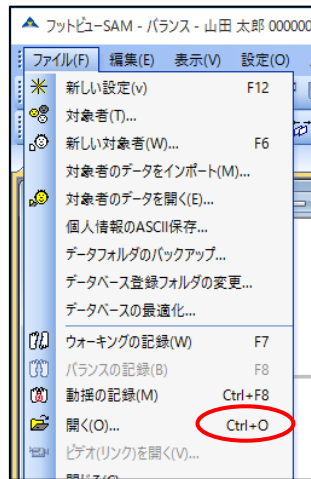 フットビュｰSAM - バランス - 山田 太郎 000000
ファイル(F) 編集(E) 表示(V) 設定(O)
新しい設定(v) F12
対象者(T)...
新しい対象者(W)... F6
対象者のデータをインポート(M)...
対象者のデータを開く(E)...
個人情報のASCII保存...
データフォルダのバックアップ...
データベース登録フォルダの変更...
データベースの最適化...
ウォーキングの記録(W) F7
バランスの記録(B) F8
動揺の記録(M) Ctrl+F8
開く(O)... Ctrl+O
ビデオ(リンク)を開く(V)...